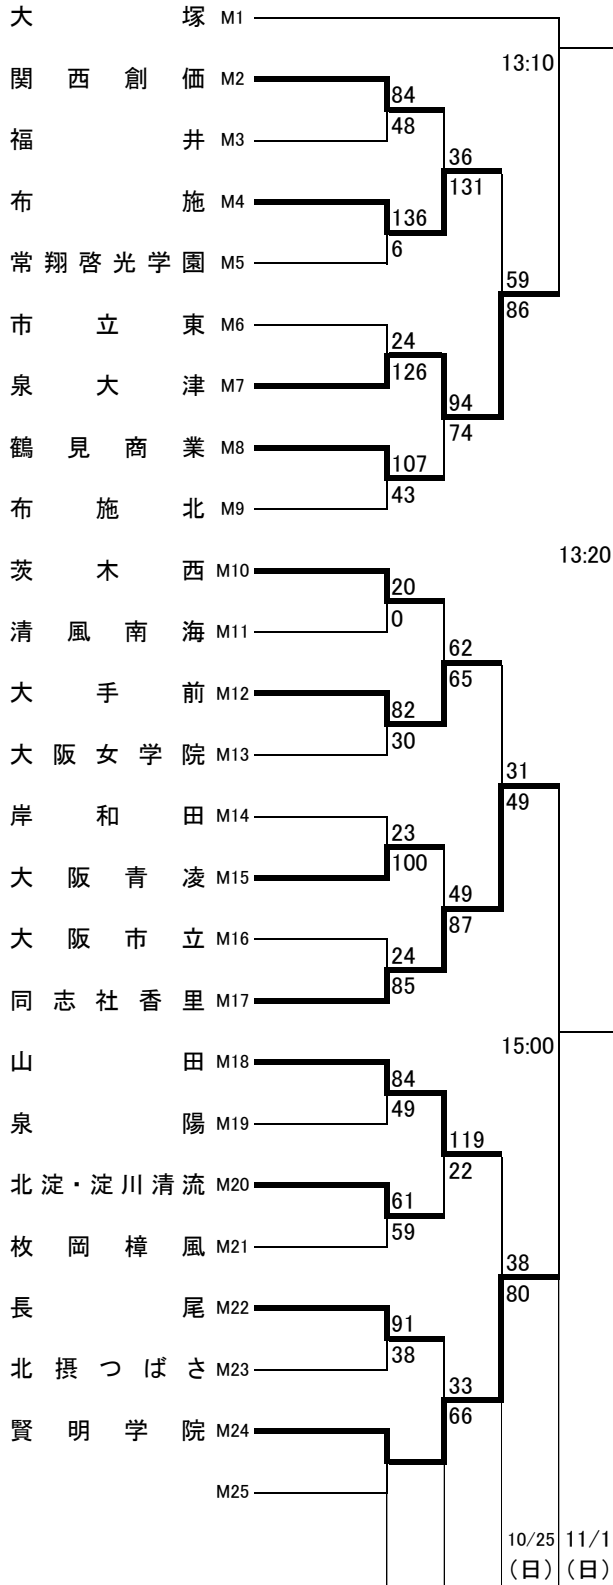 大塚 M1
13:10
関西創価 M2
84
48
福井 M3
36
131
布施 M4
136
6
常翔啓光学園 M5
59
86
市立東 M6
24
126
泉大津 M7
94
74
鶴見商業 M8
107
43
布施北 M9
13:20
茨木西 M10
20
0
清風南海 M11
62
65
大手前 M12
82
30
大阪女学院 M13
31
49
岸和田 M14
23
100
大阪青凌 M15
49
87
大阪市立 M16
24
85
同志社香里 M17
15:00
山田 M18
84
49
泉陽 M19
119
22
北淀・淀川清流 M20
61
59
枚岡樟風 M21
38
80
長尾 M22
91
38
北摂つばさ M23
33
66
賢明学院 M24
M25
10/25 11/1
(日) (日)